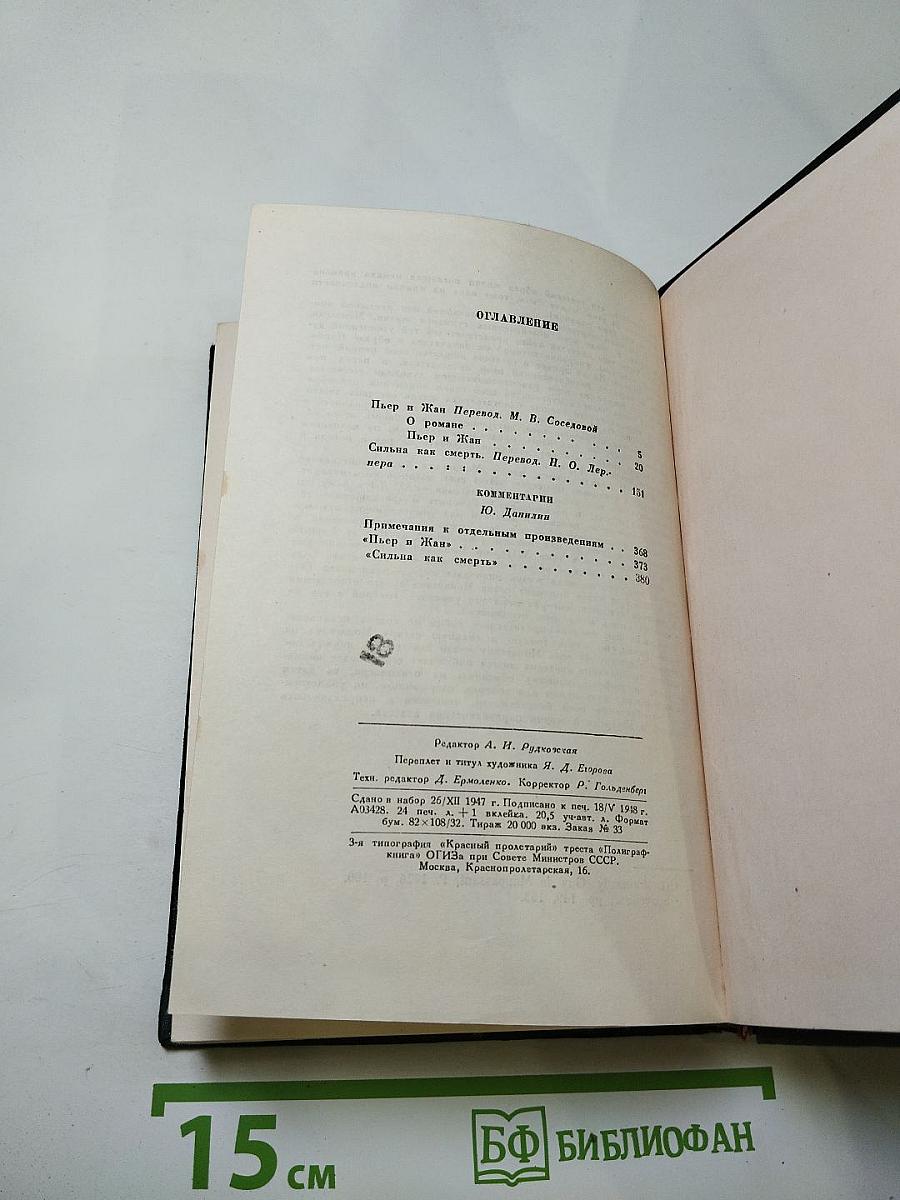 ОГЛАВЛЕНИЕ
Пьер и Жан Перевод. М. В. Соседовой
О романе . . . . . . . . . . . 5
Пьер и Жан . . . . . . . . . . 20
Сильна как смерть. Перевод. Н. О. Лер-
нера . . . : : . . . . . . . . . . 151
КОММЕНТАРИИ
Ю. Данилин
Примечания к отдельным произведениям . . 368
«Пьер и Жан» . . . . . . . . . . . . 373
«Сильна как смерть» . . . . . . . . . 380
Редактор А. И. Рудковская
Переплет и титул художника Я. Д. Егорова
Техн. редактор Д. Ермоленко. Корректор Р. Гольденберг
Сдано в набор 26/XII 1947 г. Подписано к печ. 18/V 1948 г.
А03428. 24 печ. л. + 1 вклейка. 20,5 уч-авт. л. Формат
бум. 82×108/32. Тираж 20 000 экз. Заказ № 33
3-я типография «Красный пролетарий» треста «Полиграф-
книга» ОГИЗа при Совете Министров СССР.
Москва, Краснопролетарская, 16.
15 см
БФ БИБЛИОФАН